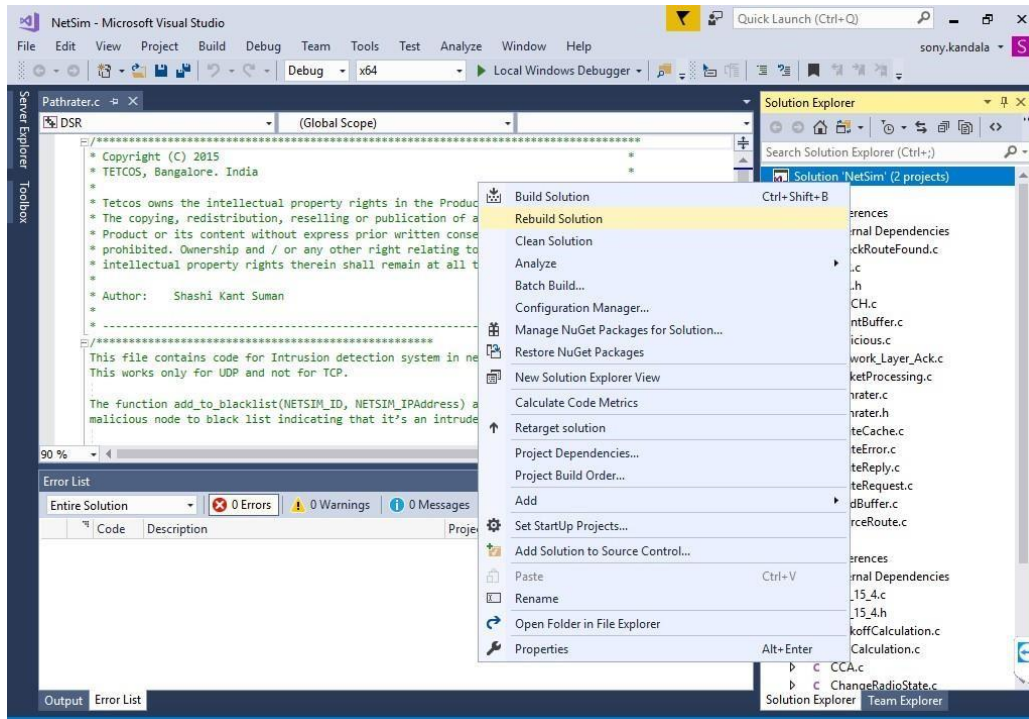 NetSim - Microsoft Visual Studio
Quick Launch (Ctrl+Q)
File Edit View Project Build Debug Team Tools Test Analyze Window Help
sony.kandala S
Debug x64 Local Windows Debugger
Server Explorer
Toolbox
Pathrater.c
DSR (Global Scope)
/********************************************************************************
* Copyright (C) 2015 *
* TETCOS, Bangalore. India *
*
* Tetcos owns the intellectual property rights in the Produc
* The copying, redistribution, reselling or publication of a
* Product or its content without express prior written conse
* prohibited. Ownership and / or any other right relating to
* intellectual property rights therein shall remain at all t
*
* Author: Shashi Kant Suman
*
* ---------------------------------------------------------
/**************************************************
This file contains code for Intrusion detection system in ne
This works only for UDP and not for TCP.
The function add_to_blacklist(NETSIM_ID, NETSIM_IPAddress) a
malicious node to black list indicating that it's an intrude
90 %
Error List
Entire Solution 0 Errors 0 Warnings 0 Messages
Code Description Proje
Output Error List
Build Solution Ctrl+Shift+B
Rebuild Solution
Clean Solution
Analyze
Batch Build...
Configuration Manager...
Manage NuGet Packages for Solution...
Restore NuGet Packages
New Solution Explorer View
Calculate Code Metrics
Retarget solution
Project Dependencies...
Project Build Order...
Add
Set StartUp Projects...
Add Solution to Source Control...
Paste Ctrl+V
Rename
Open Folder in File Explorer
Properties Alt+Enter
Solution Explorer
Search Solution Explorer (Ctrl+;)
Solution 'NetSim' (2 projects)
erences
rnal Dependencies
ckRouteFound.c
.c
.h
CH.c
ntBuffer.c
icious.c
work_Layer_Ack.c
ketProcessing.c
nrater.c
nrater.h
teCache.c
teError.c
teReply.c
teRequest.c
dBuffer.c
rceRoute.c
erences
rnal Dependencies
_15_4.c
_15_4.h
koffCalculation.c
Calculation.c
C CCA.c
C ChangeRadioState.c
Solution Explorer Team Explorer